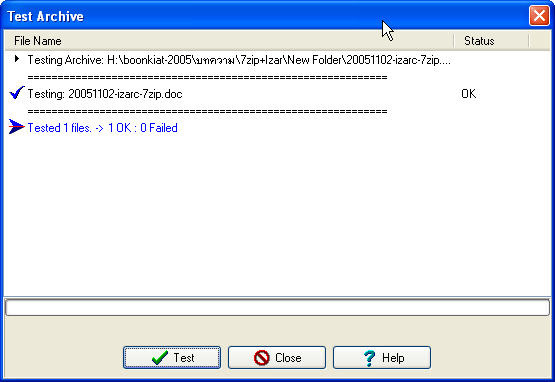 Test Archive
File Name Status
Testing Archive: H:\boonkiat-2005\บทความ\7zip+Izar\New Folder\20051102-izarc-7zip....
============================================================
Testing: 20051102-izarc-7zip.doc OK
============================================================
Tested 1 files. -> 1 OK : 0 Failed
Test Close Help